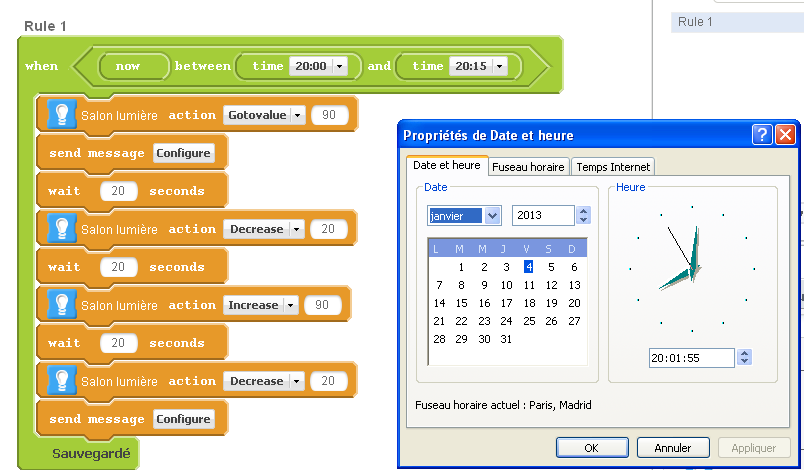 Rule 1
when now between time 20:00 and time 20:15
Salon lumière action Gotovalue 90
send message Configure
wait 20 seconds
Salon lumière action Decrease 20
wait 20 seconds
Salon lumière action Increase 90
wait 20 seconds
Salon lumière action Decrease 20
send message Configure
Sauvegardé
Rule 1
Propriétés de Date et heure
Date et heure Fuseau horaire Temps Internet
Date
janvier 2013
L M M J V S D
1 2 3 4 5 6
7 8 9 10 11 12 13
14 15 16 17 18 19 20
21 22 23 24 25 26 27
28 29 30 31
Heure
20:01:55
Fuseau horaire actuel : Paris, Madrid
OK Annuler Appliquer